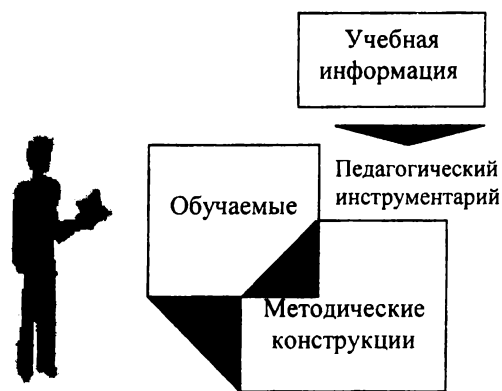 Учебная
информация
Педагогический
инструментарий
Обучаемые
Методические
конструкции